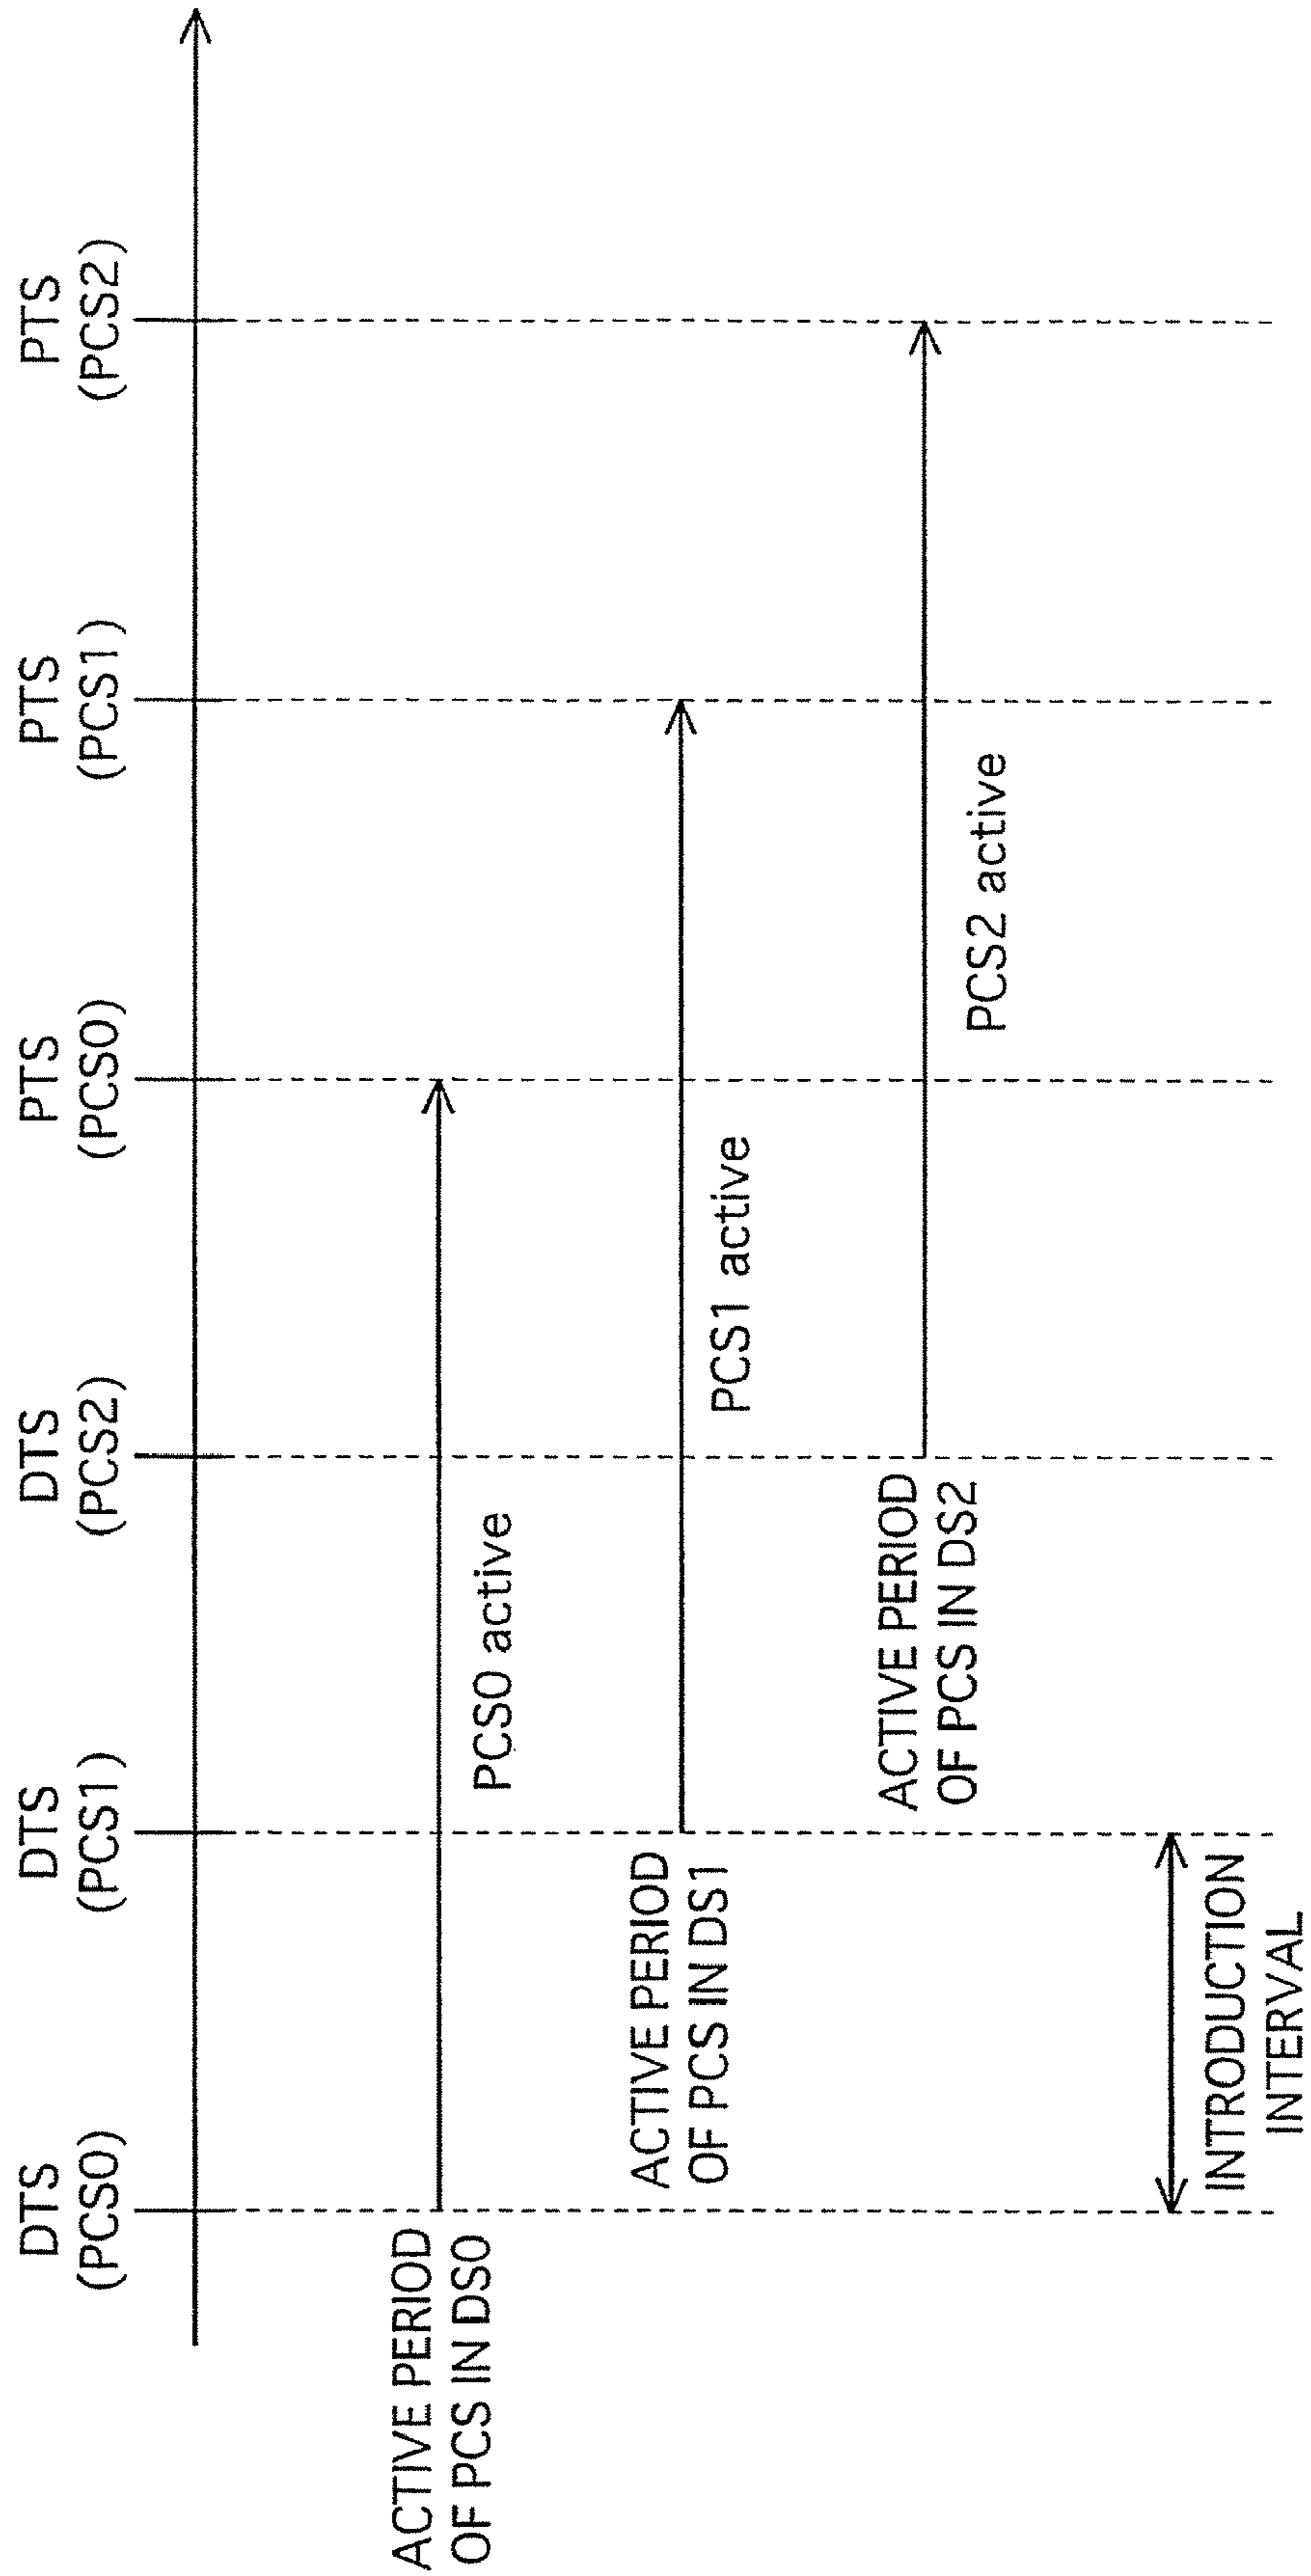 DTS
(PCS0)
DTS
(PCS1)
DTS
(PCS2)
PTS
(PCS0)
PTS
(PCS1)
PTS
(PCS2)
ACTIVE PERIOD
OF PCS IN DS0
PCS0 active
ACTIVE PERIOD
OF PCS IN DS1
PCS1 active
ACTIVE PERIOD
OF PCS IN DS2
PCS2 active
INTRODUCTION
INTERVAL